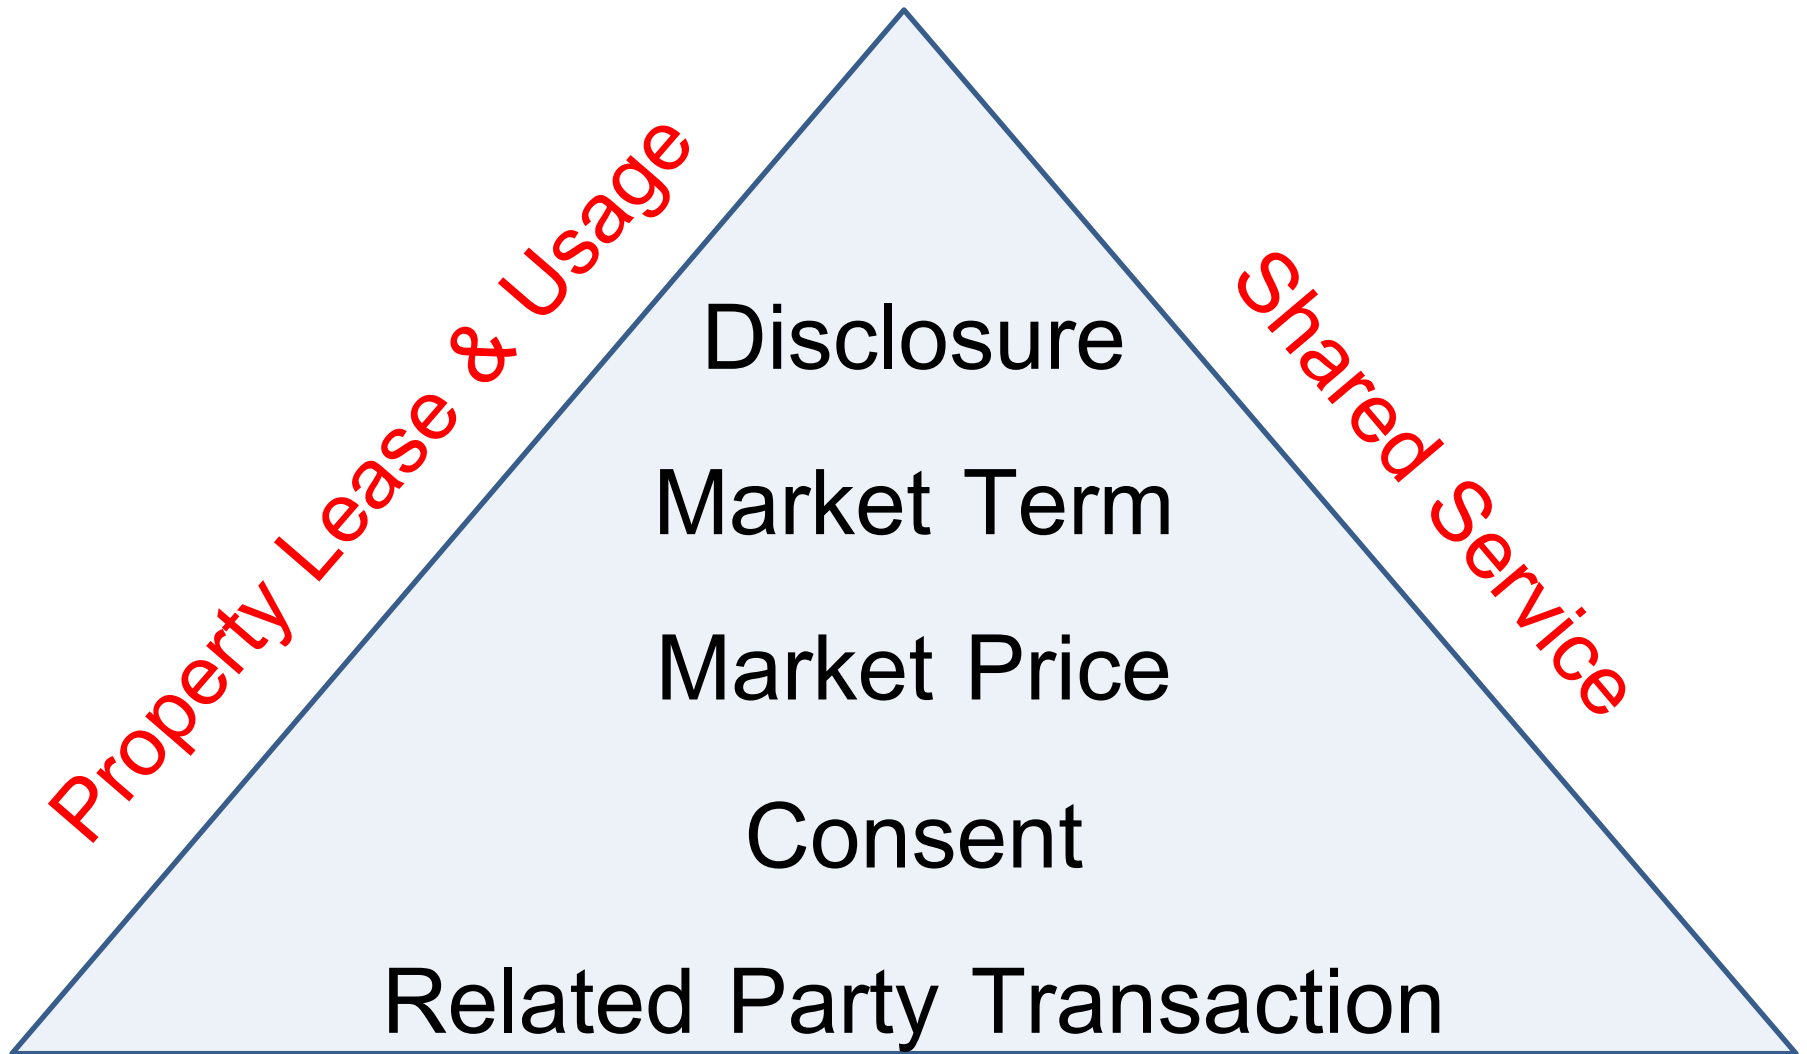 Property Lease & Usage
Shared Service
Disclosure
Market Term
Market Price
Consent
Related Party Transaction